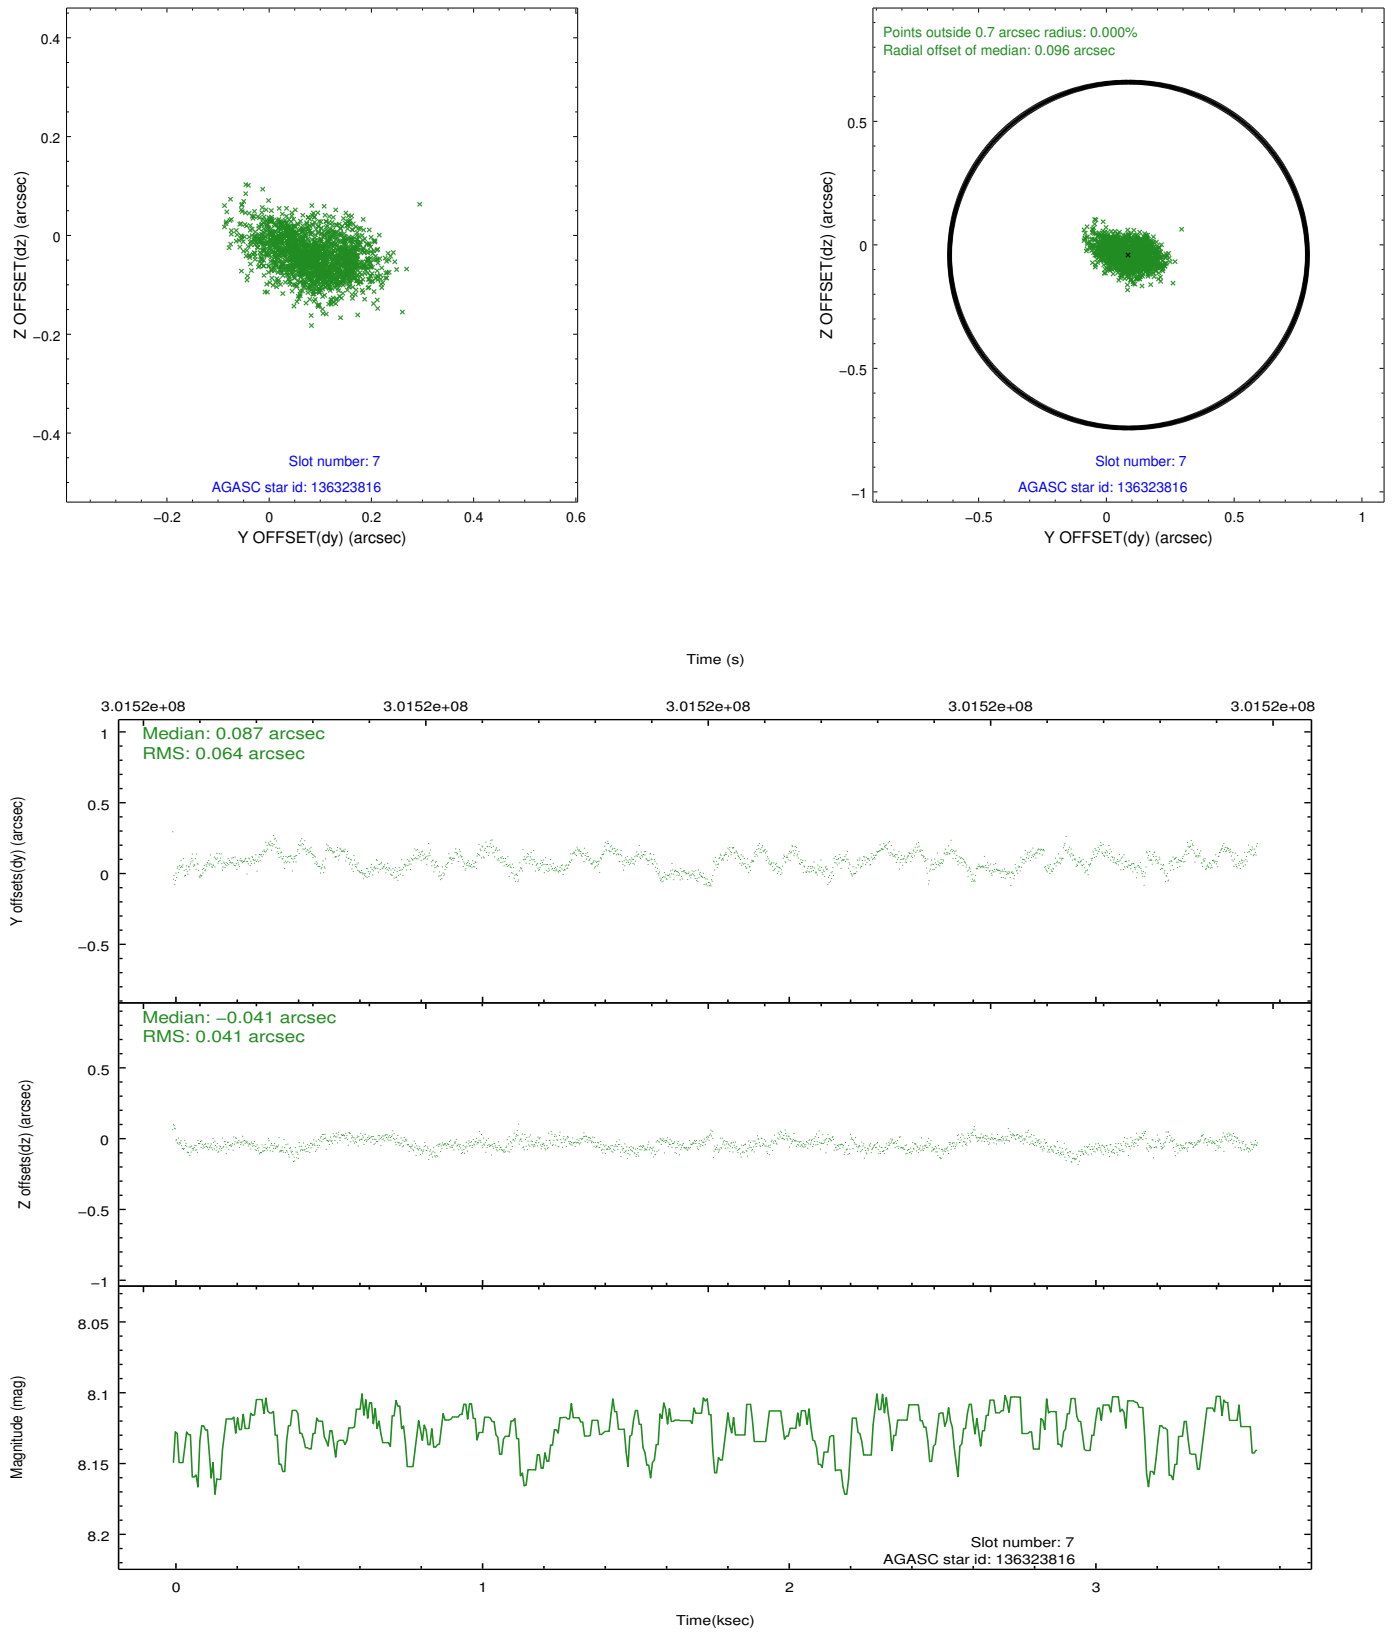 0.4
0.2
0
−0.2
−0.4
Z OFFSET(dz) (arcsec)
Slot number: 7
AGASC star id: 136323816
−0.2 0 0.2 0.4 0.6
Y OFFSET(dy) (arcsec)
Points outside 0.7 arcsec radius: 0.000%
Radial offset of median: 0.096 arcsec
0.5
0
−0.5
−1
Z OFFSET(dz) (arcsec)
Slot number: 7
AGASC star id: 136323816
−0.5 0 0.5 1
Y OFFSET(dy) (arcsec)
Time (s)
3.0152e+08 3.0152e+08 3.0152e+08 3.0152e+08 3.0152e+08
Median: 0.087 arcsec
RMS: 0.064 arcsec
1
0.5
0
−0.5
Y offsets(dy) (arcsec)
Median: −0.041 arcsec
RMS: 0.041 arcsec
0.5
0
−0.5
−1
Z offsets(dz) (arcsec)
8.05
8.1
8.15
8.2
Magnitude (mag)
Slot number: 7
AGASC star id: 136323816
0 1 2 3
Time(ksec)